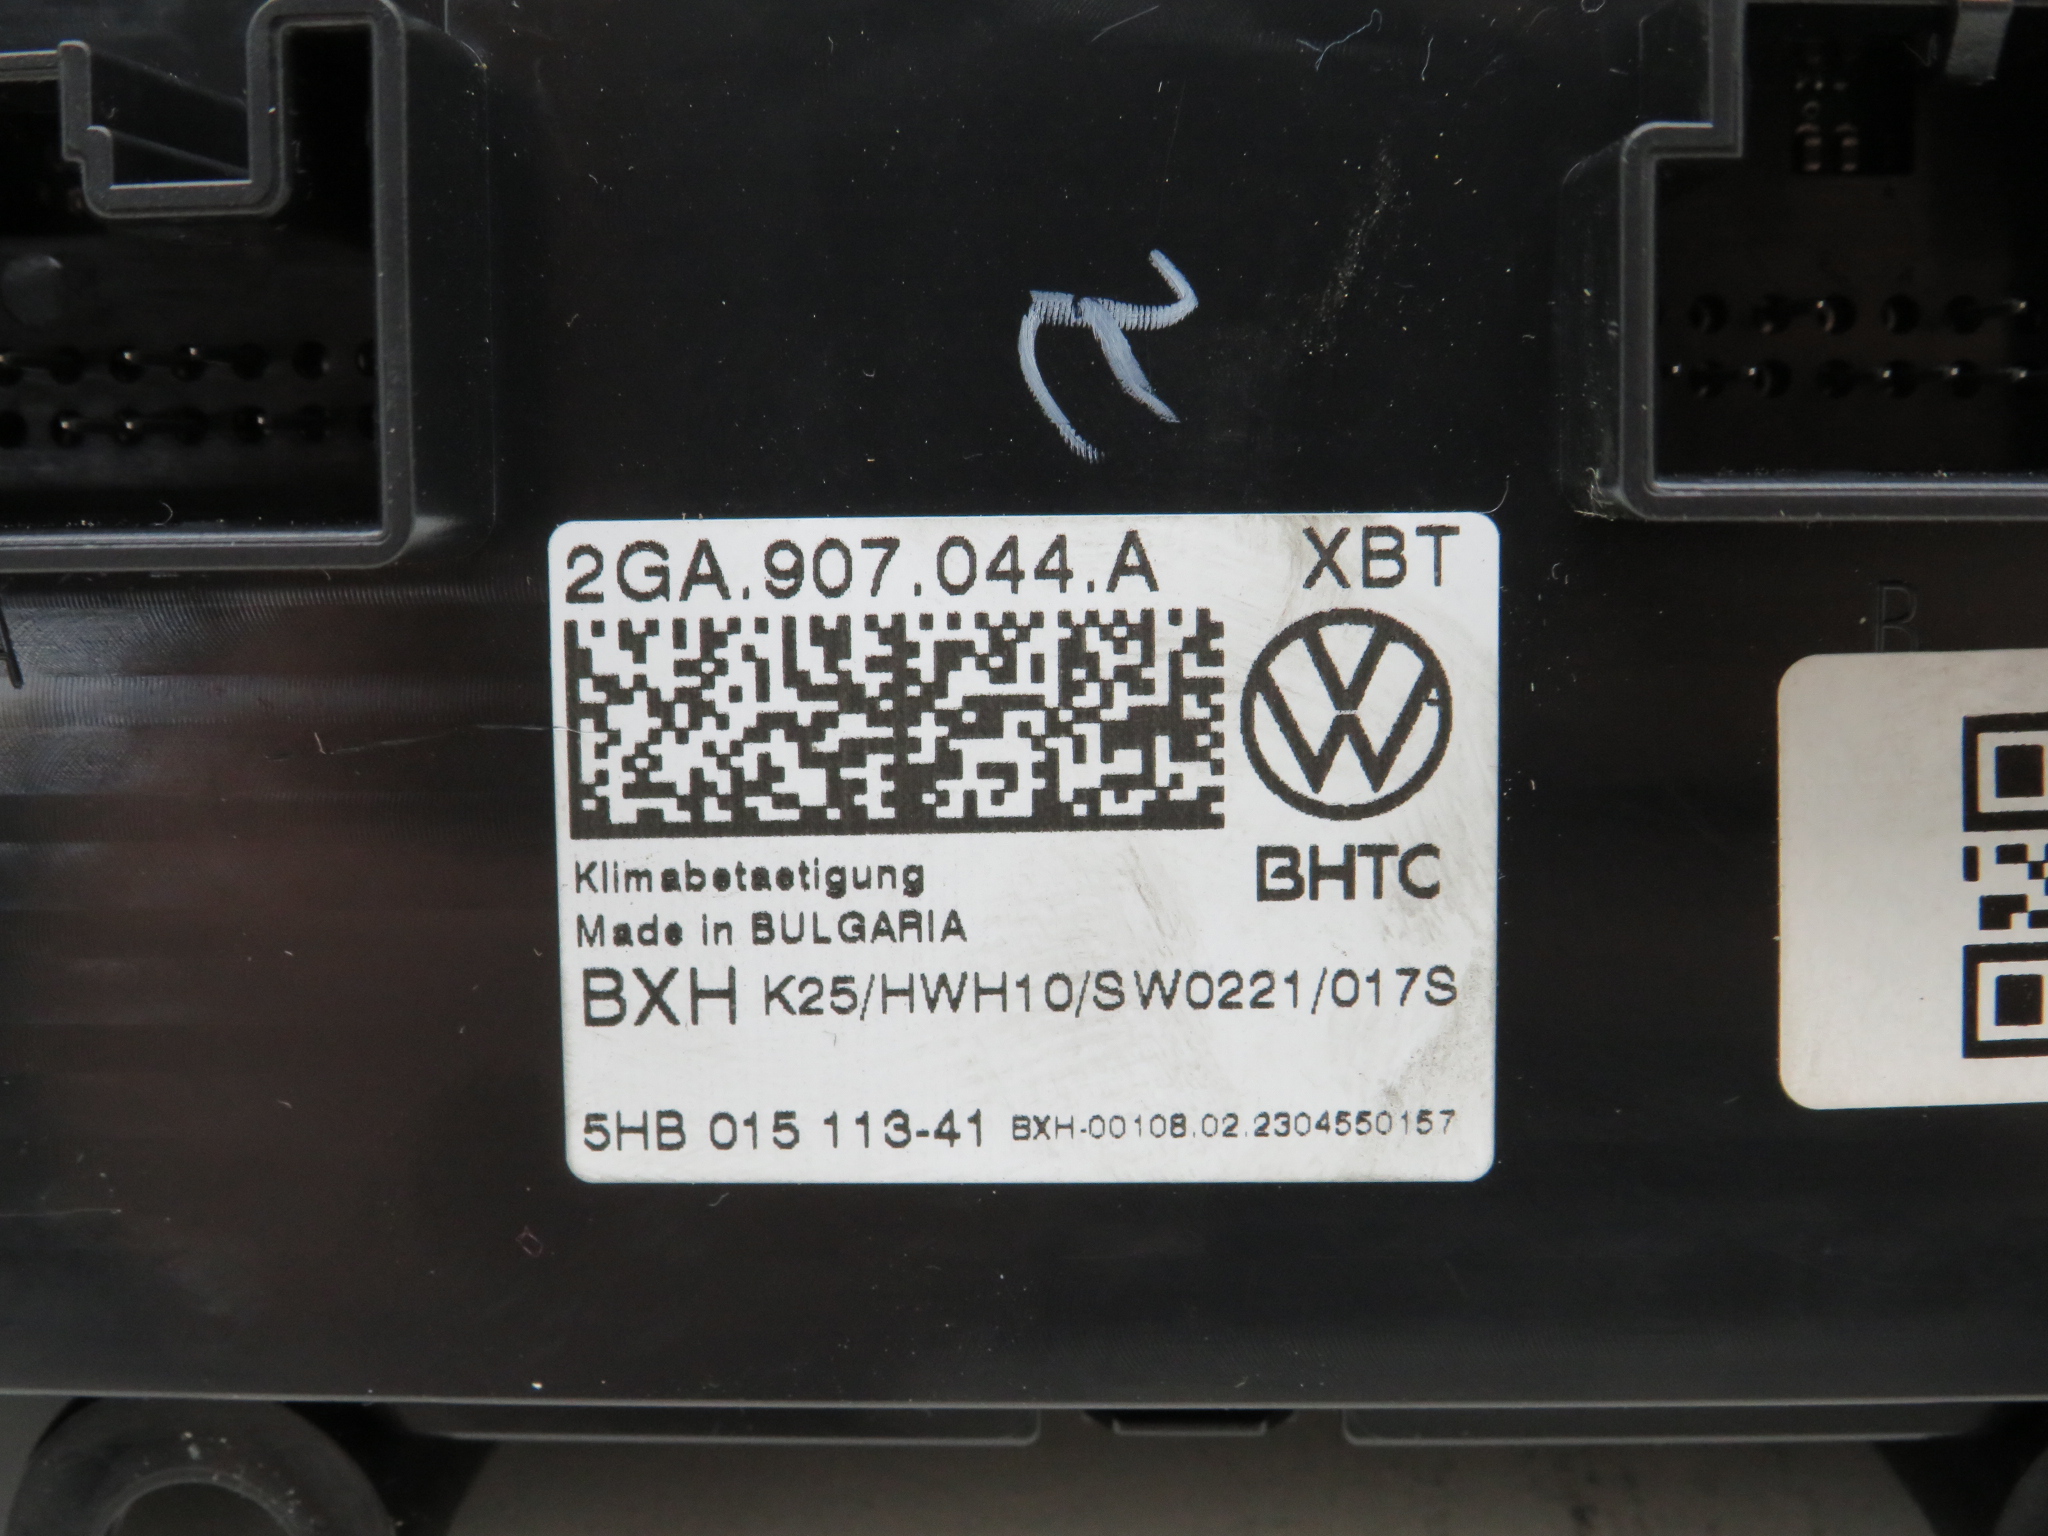 2GA.907.044.A XBT
BHTC
Klimabetaetigung
Made in BULGARIA
BXH K25/HWH10/SW0221/017S
5HB 015 113-41 BXH-00108.02.2304550157
B
A